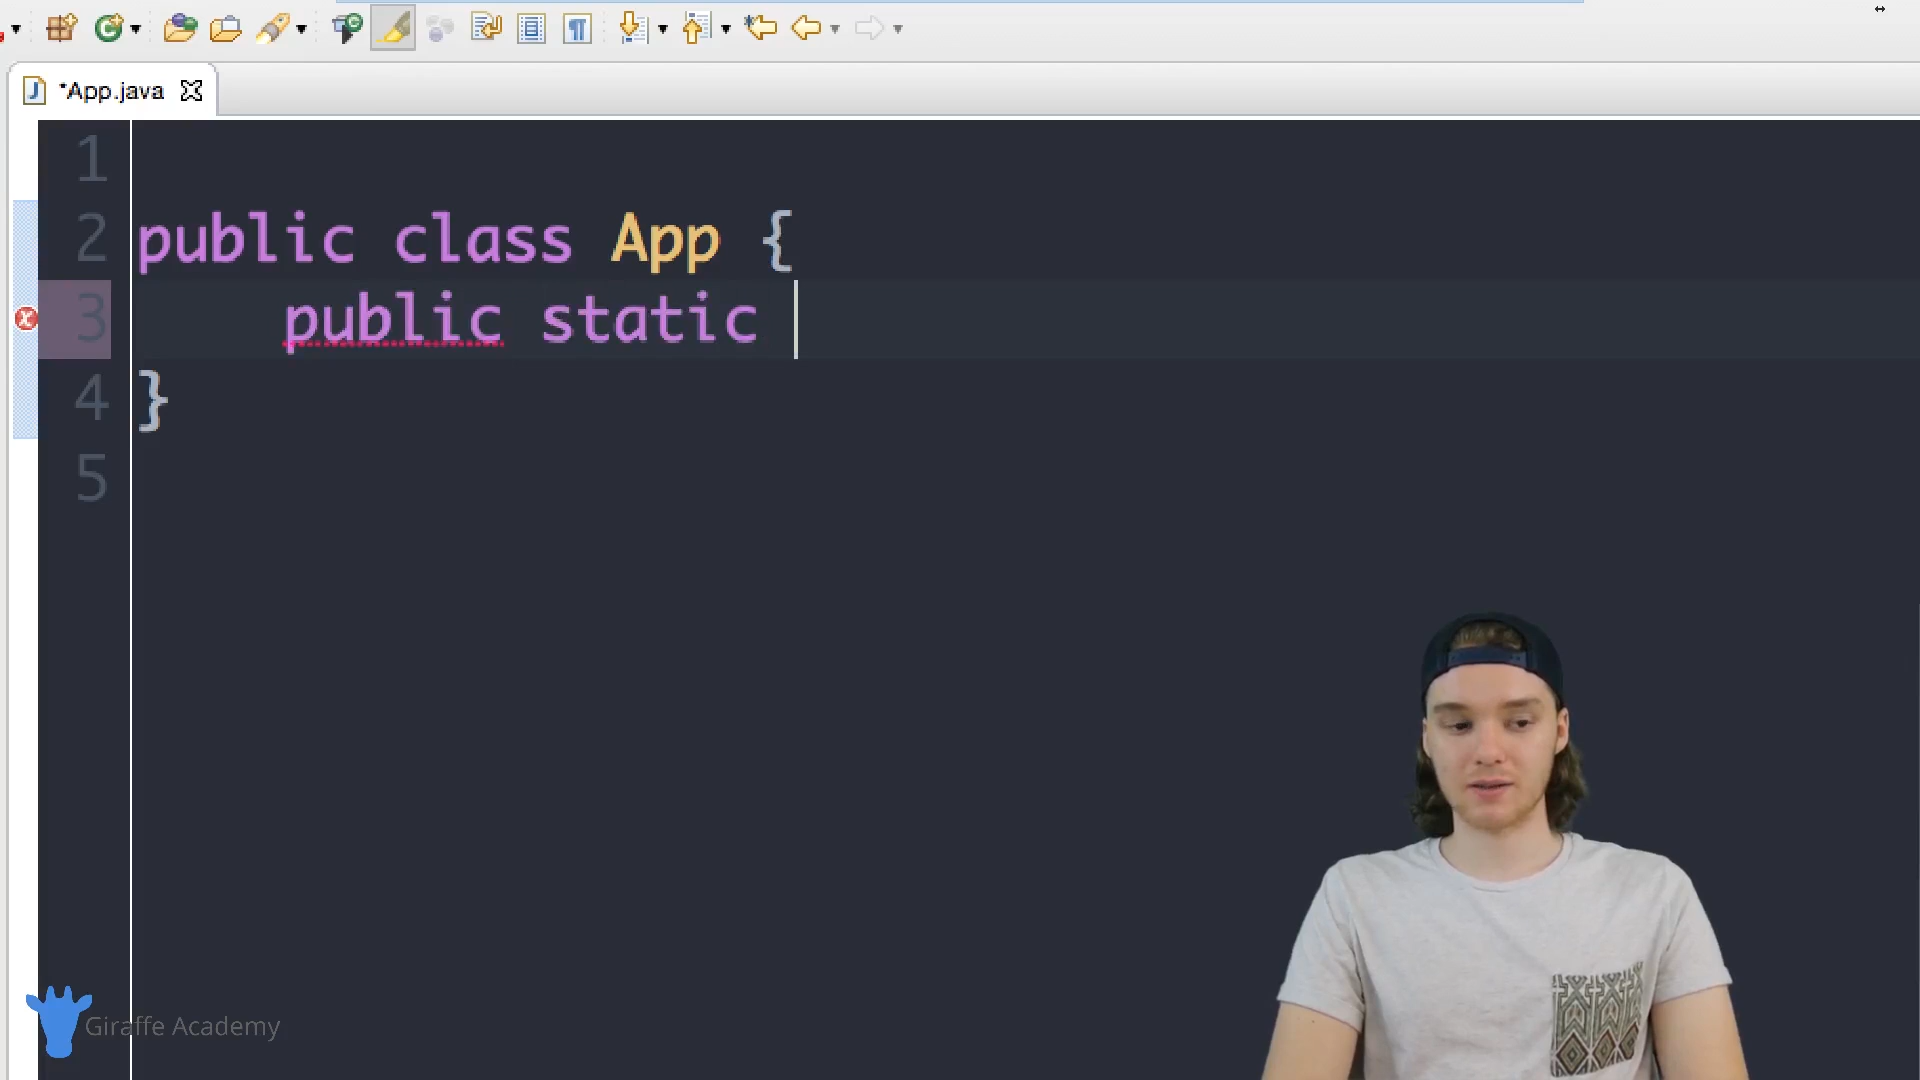 *App.java
1
2 public class App {
3 public static
4 }
5
Giraffe Academy